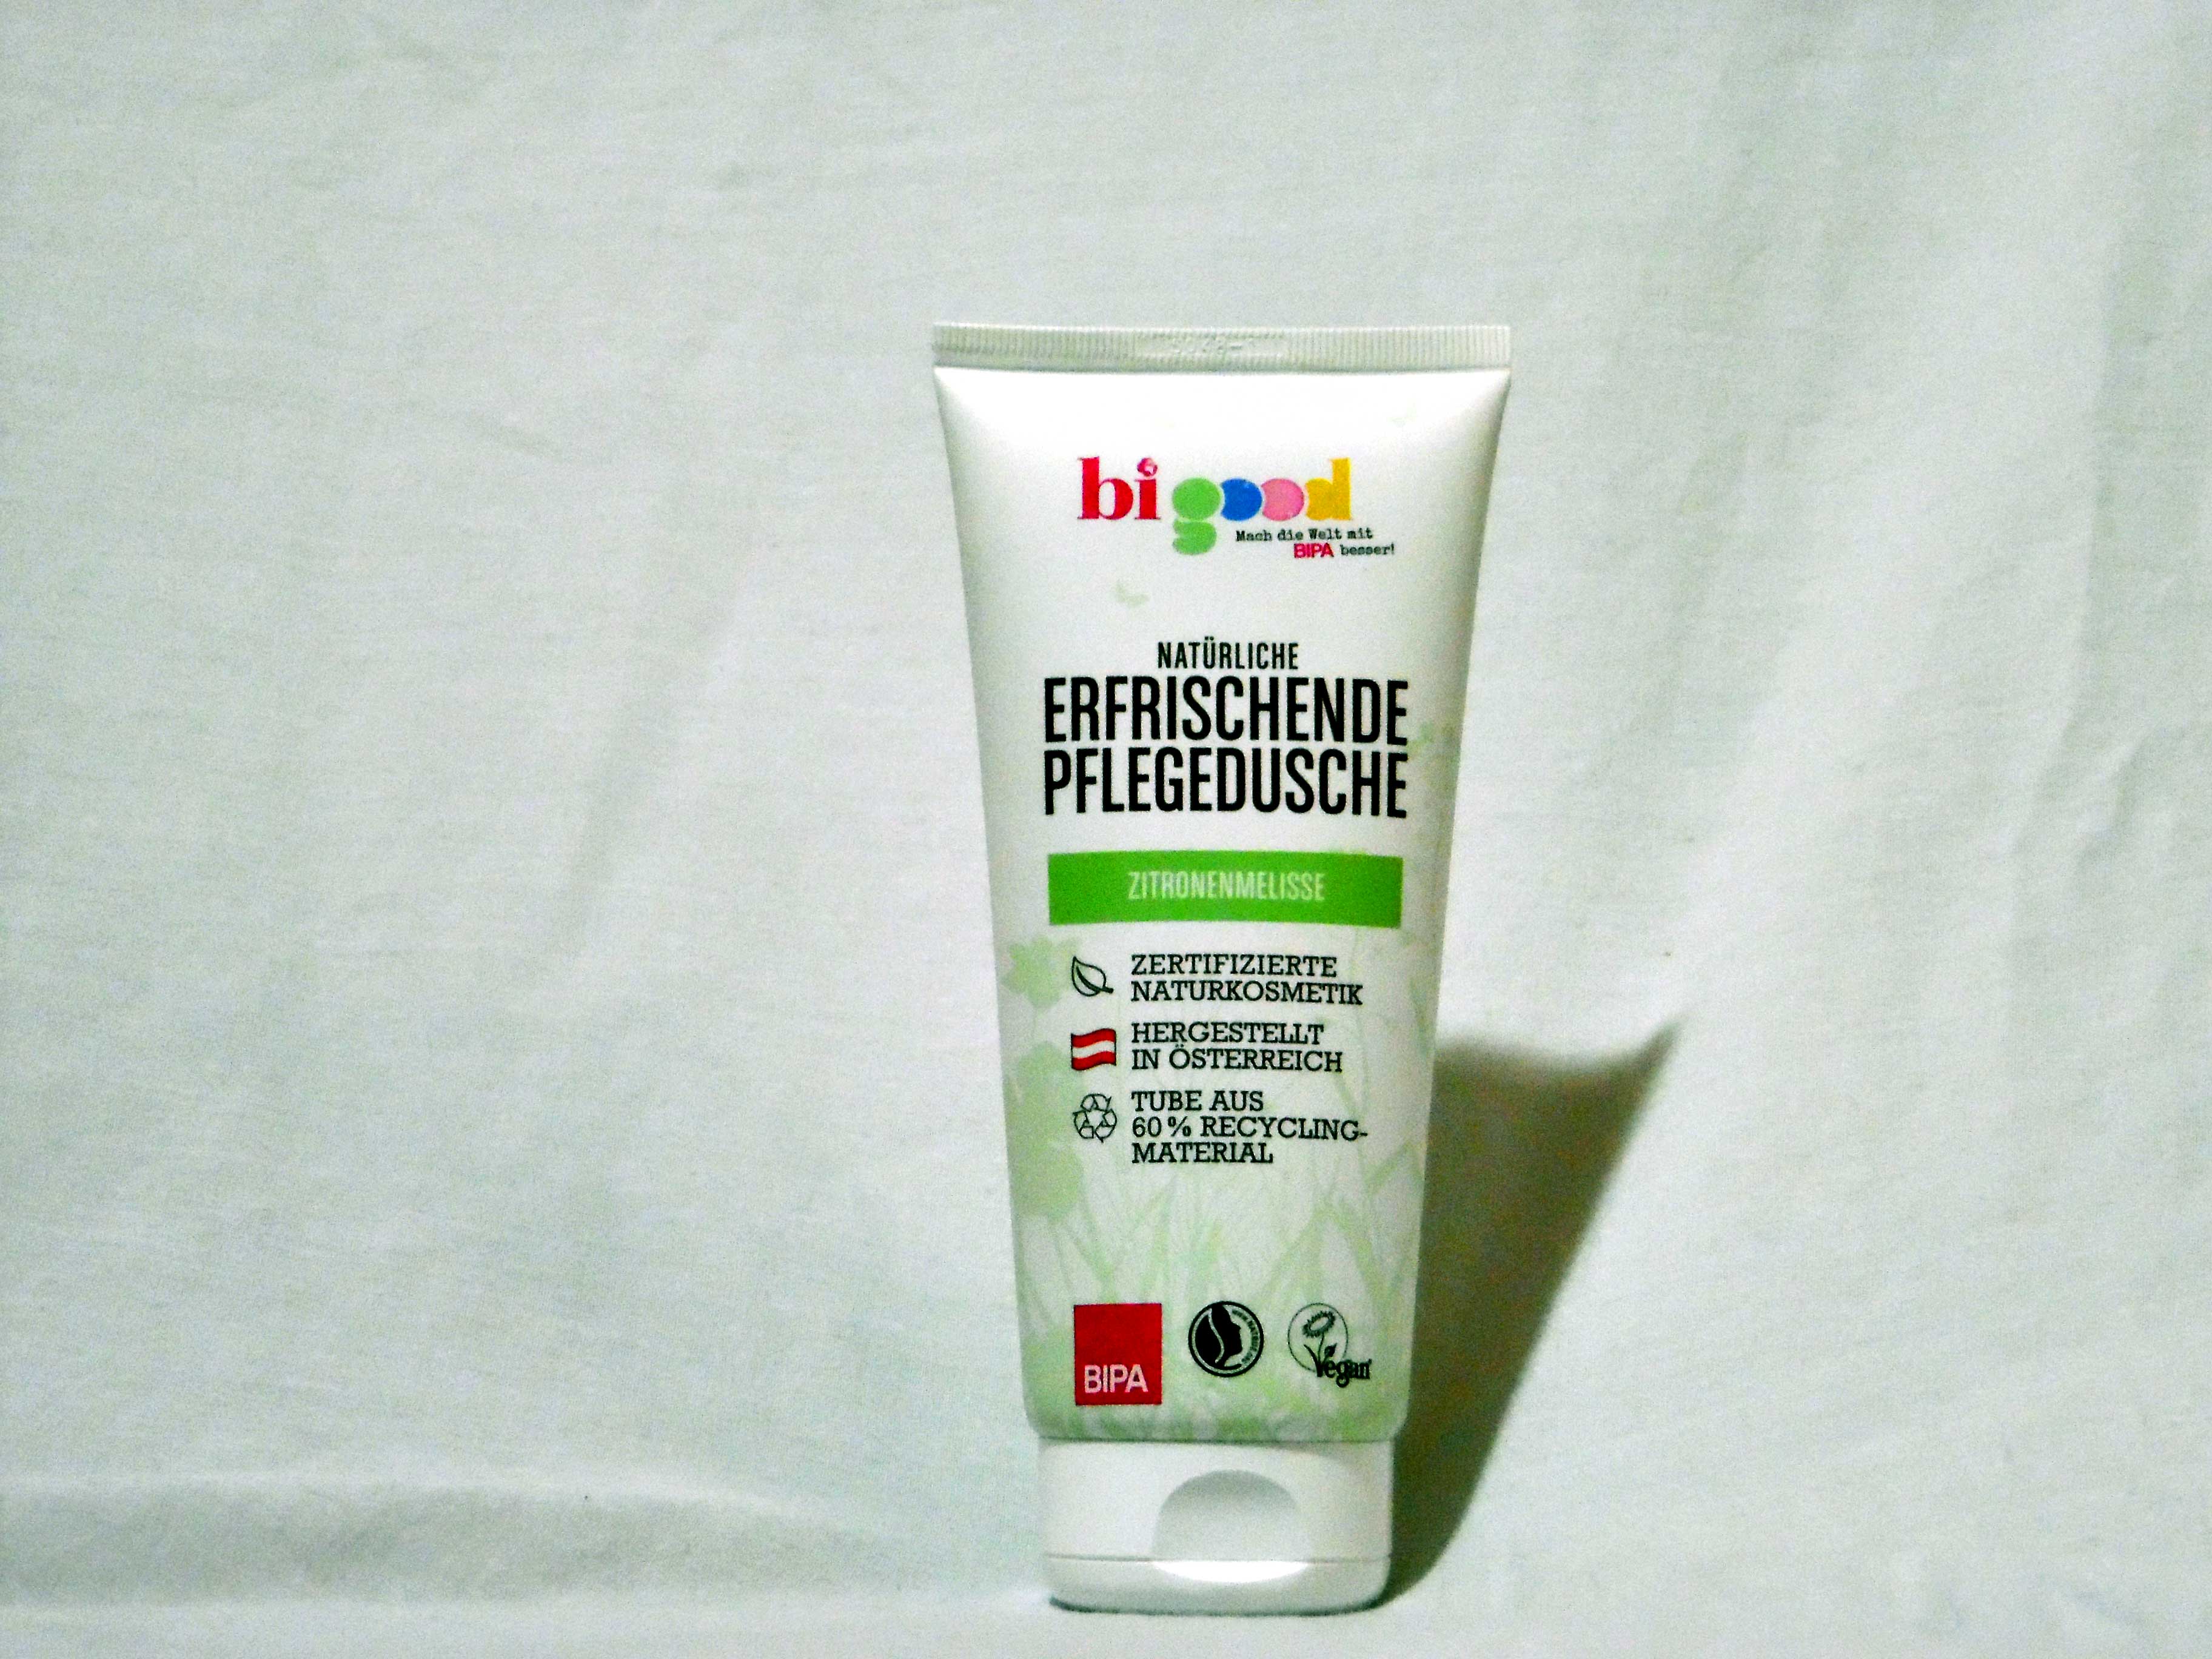 bi good
Mach die Welt mit
BIPA besser!
NATÜRLICHE
ERFRISCHENDE
PFLEGEDUSCHE
ZITRONENMELISSE
ZERTIFIZIERTE
NATURKOSMETIK
HERGESTELLT
IN ÖSTERREICH
TUBE AUS
60% RECYCLING-
MATERIAL
BIPA
Vegan